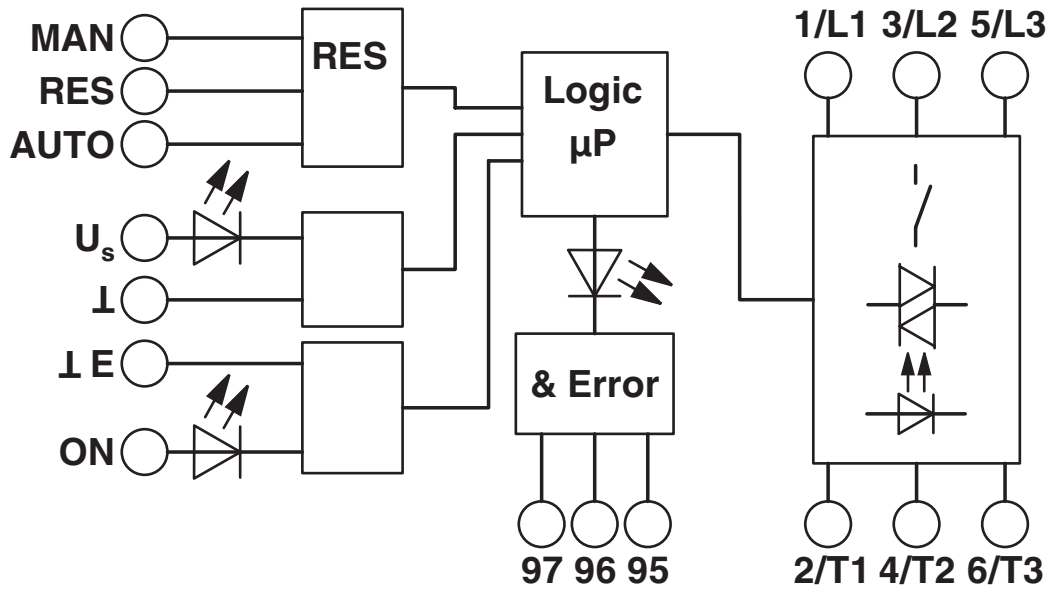 MAN
RES
AUTO
RES
Us
⊥
⊥ E
ON
Logic
µP
& Error
97 96 95
1/L1 3/L2 5/L3
2/T1 4/T2 6/T3